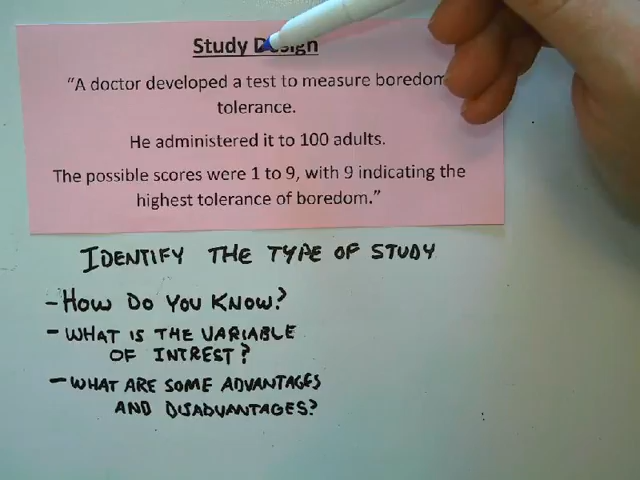 Study Design
"A doctor developed a test to measure boredom
tolerance.
He administered it to 100 adults.
The possible scores were 1 to 9, with 9 indicating the
highest tolerance of boredom."
IDENTIFY THE TYPE OF STUDY
- HOW DO YOU KNOW?
- WHAT IS THE VARIABLE
OF INTREST?
- WHAT ARE SOME ADVANTAGES
AND DISADVANTAGES?